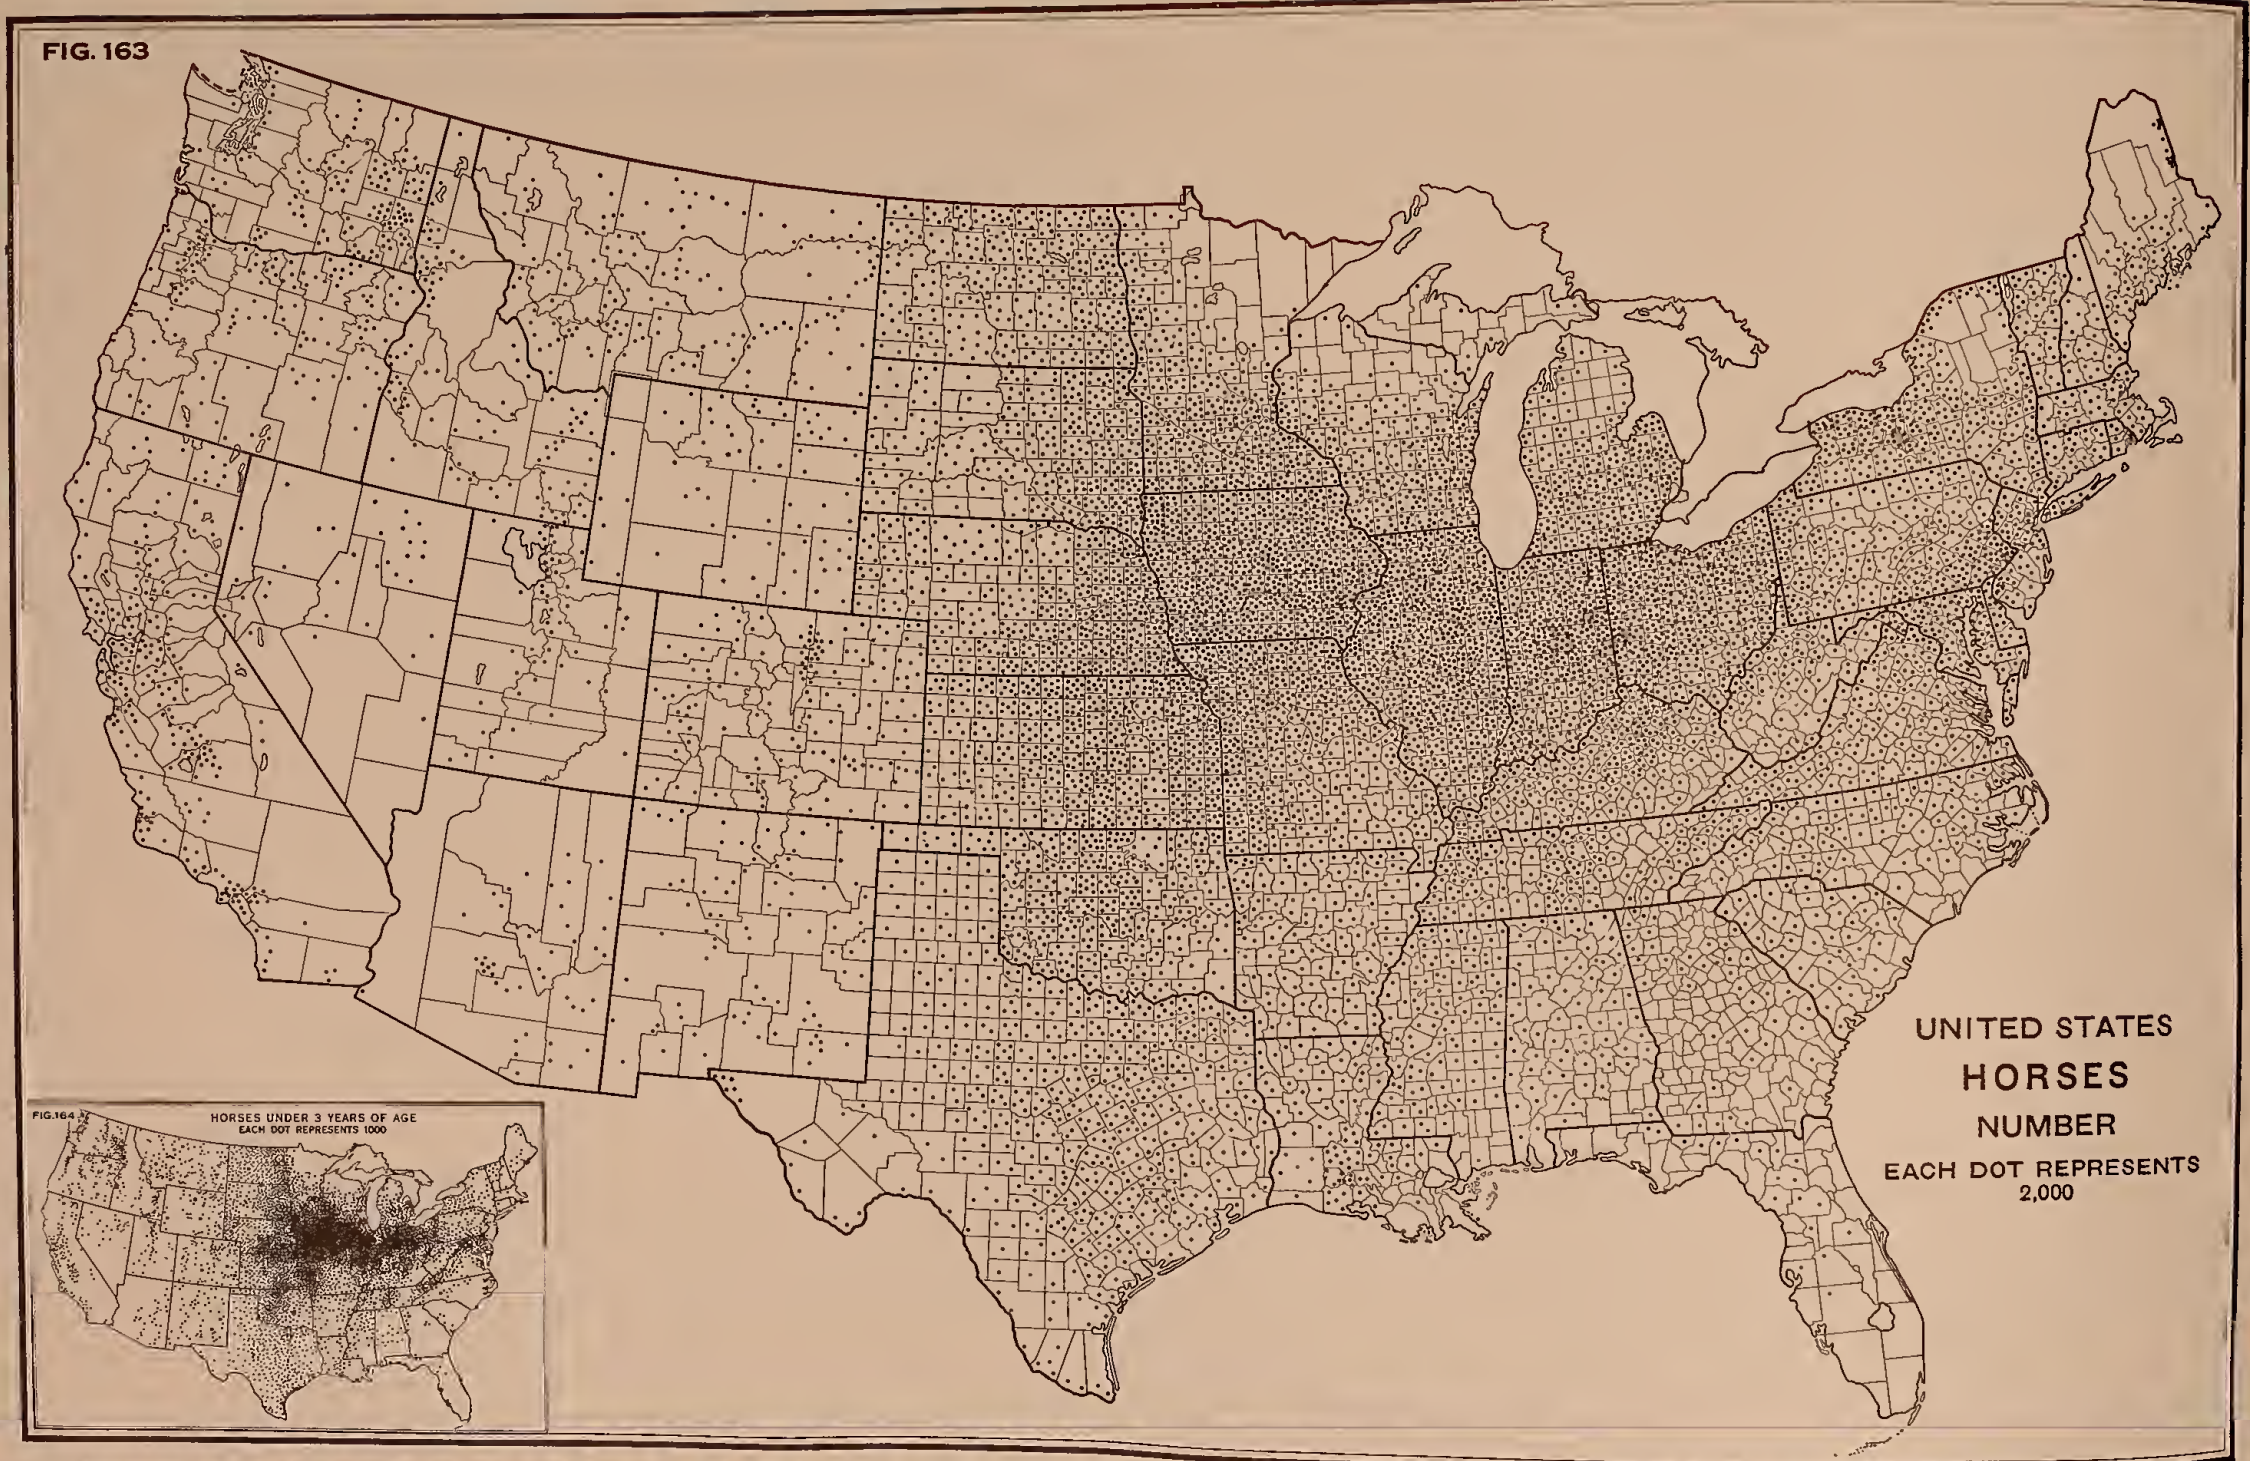 FIG. 163
UNITED STATES
HORSES
NUMBER
EACH DOT REPRESENTS
2,000
FIG.164
HORSES UNDER 3 YEARS OF AGE
EACH DOT REPRESENTS 1000